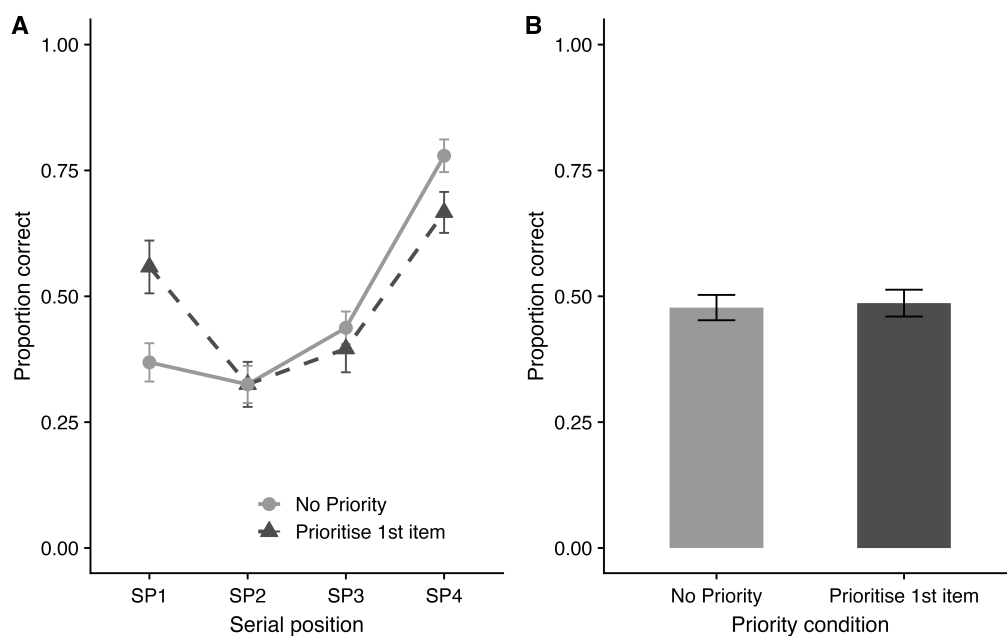 A
Proportion correct
1.00
0.75
0.50
0.25
0.00
No Priority
Prioritise 1st item
SP1 SP2 SP3 SP4
Serial position
B
Proportion correct
1.00
0.75
0.50
0.25
0.00
No Priority Prioritise 1st item
Priority condition